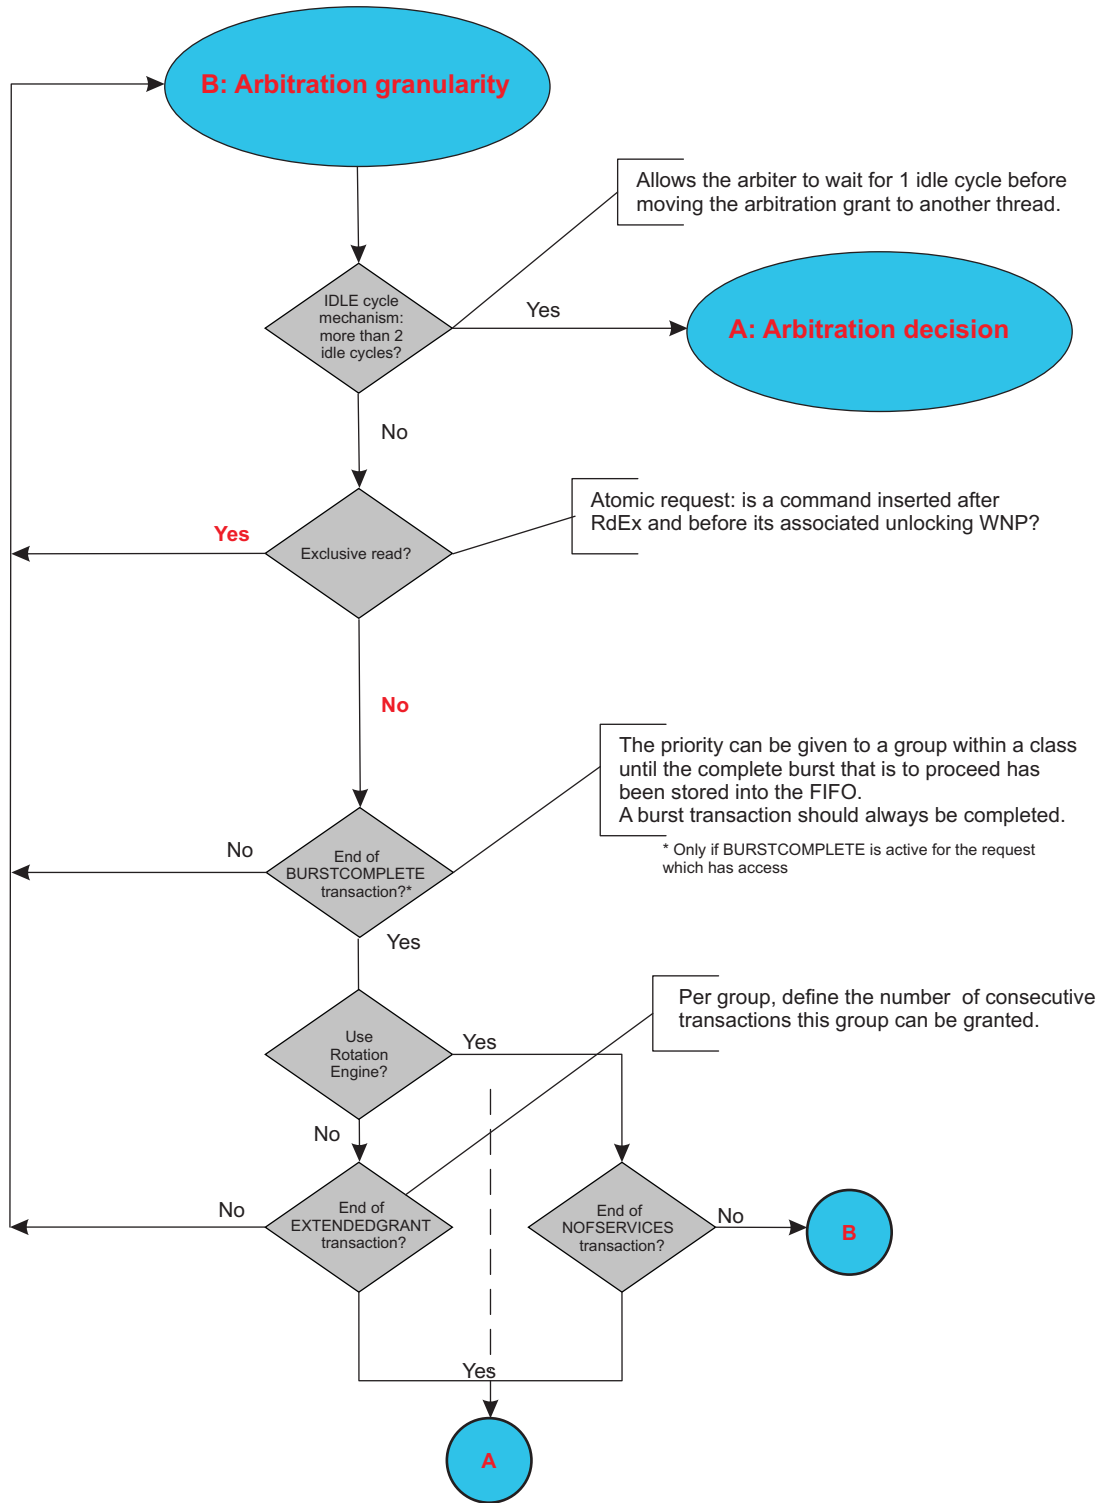 B: Arbitration granularity
Allows the arbiter to wait for 1 idle cycle before
moving the arbitration grant to another thread.
IDLE cycle
mechanism:
more than 2
idle cycles?
Yes
A: Arbitration decision
No
Atomic request: is a command inserted after
RdEx and before its associated unlocking WNP?
Yes
Exclusive read?
No
The priority can be given to a group within a class
until the complete burst that is to proceed has
been stored into the FIFO.
A burst transaction should always be completed.
* Only if BURSTCOMPLETE is active for the request
which has access
No
End of
BURSTCOMPLETE
transaction?*
Yes
Per group, define the number of consecutive
transactions this group can be granted.
Use
Rotation
Engine?
Yes
No
No
End of
EXTENDEDGRANT
transaction?
End of
NOFSERVICES
transaction?
No
B
Yes
A